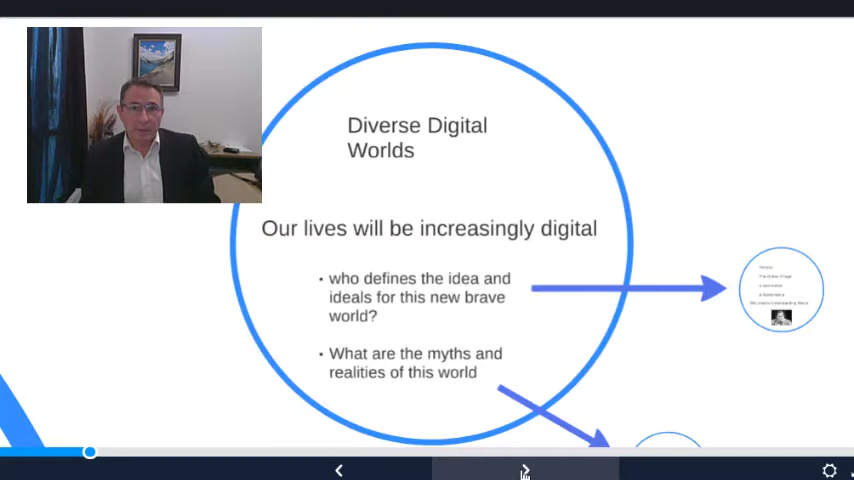 Diverse Digital
Worlds
Our lives will be increasingly digital
• who defines the idea and
ideals for this new brave
world?
• What are the myths and
realities of this world